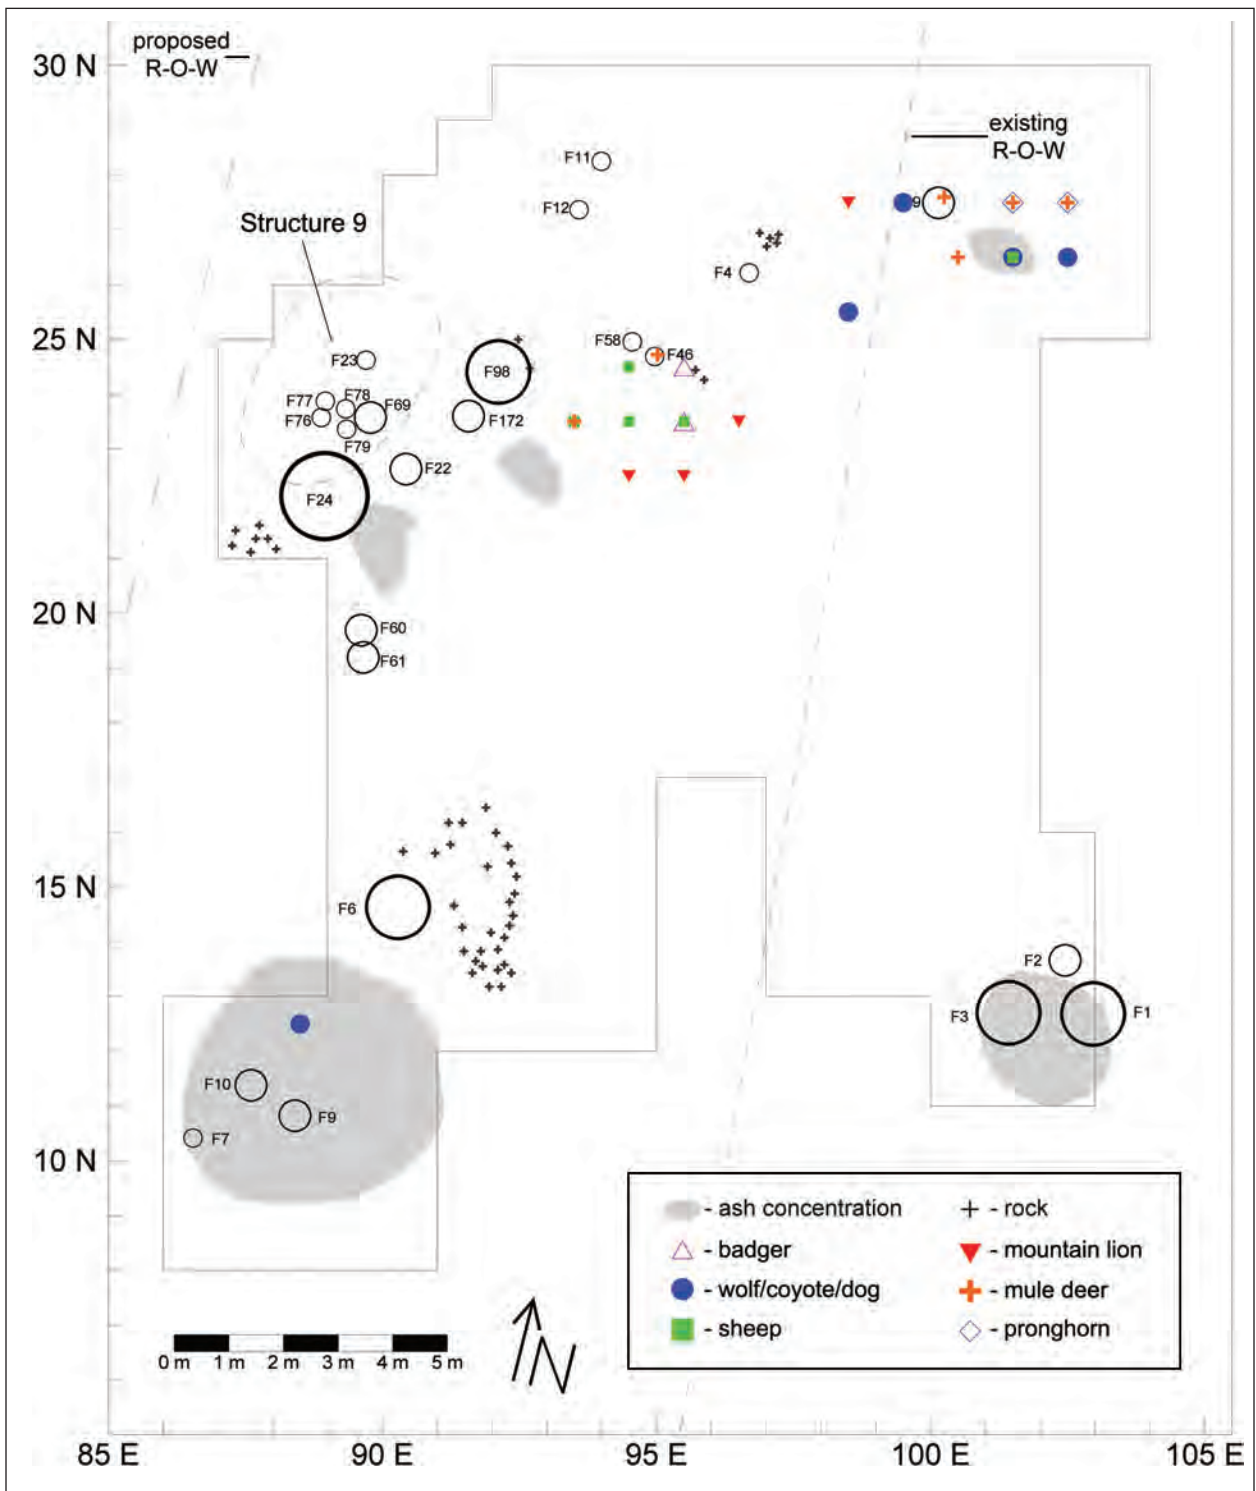 proposed
R-O-W
30 N
existing
R-O-W
F11
F12
9
Structure 9
F4
25 N
F58
F46
F23
F98
F77
F78
F69
F76
F172
F79
F22
F24
20 N
F60
F61
15 N
F6
F2
F3
F1
F10
F9
F7
10 N
- ash concentration
- rock
- badger
- mountain lion
- wolf/coyote/dog
- mule deer
- sheep
- pronghorn
0 m 1 m 2 m 3 m 4 m 5 m
N
85 E 90 E 95 E 100 E 105 E